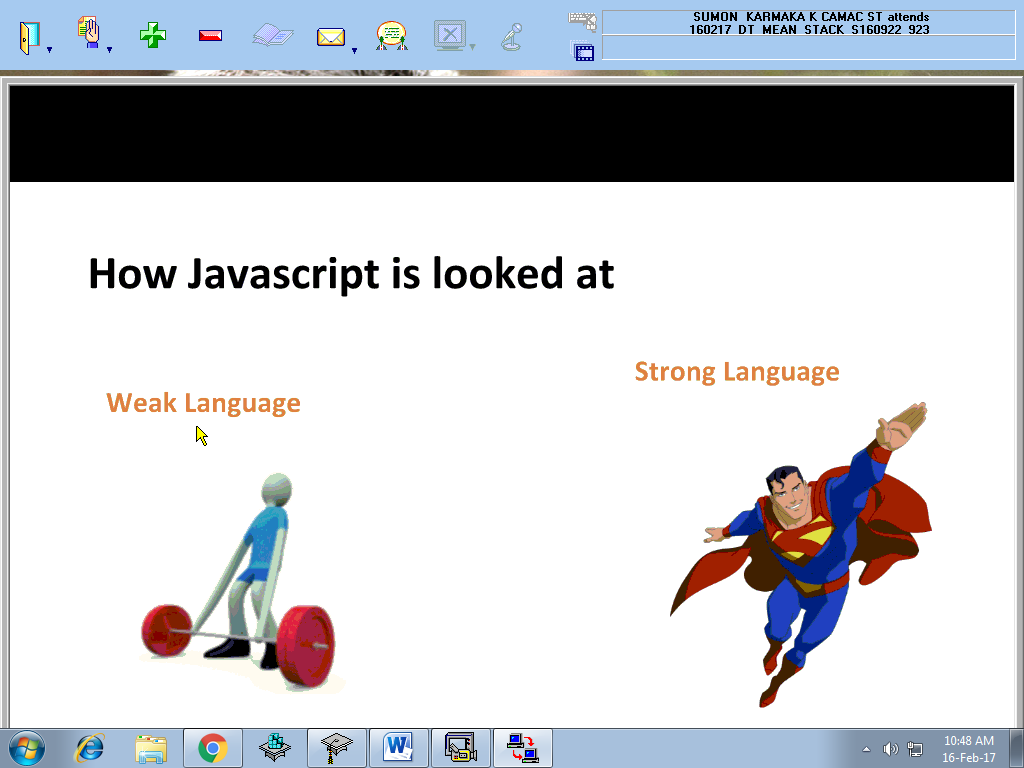 SUMON KARMAKA K CAMAC ST attends
160217 DT MEAN STACK S160922 923
How Javascript is looked at
Strong Language
Weak Language
10:48 AM
16-Feb-17